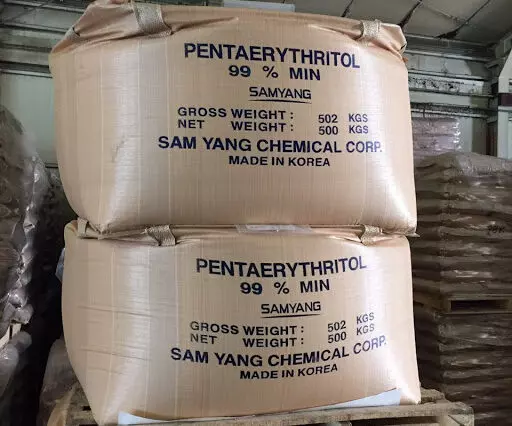 PENTAERYTHRITOL
99 % MIN
SAMYANG
GROSS WEIGHT : 502 KGS
NET WEIGHT : 500 KGS
SAM YANG CHEMICAL CORP.
MADE IN KOREA
PENTAERYTHRITOL
99 % MIN
SAMYANG
GROSS WEIGHT : 502 KGS
NET WEIGHT : 500 KGS
SAM YANG CHEMICAL CORP.
MADE IN KOREA